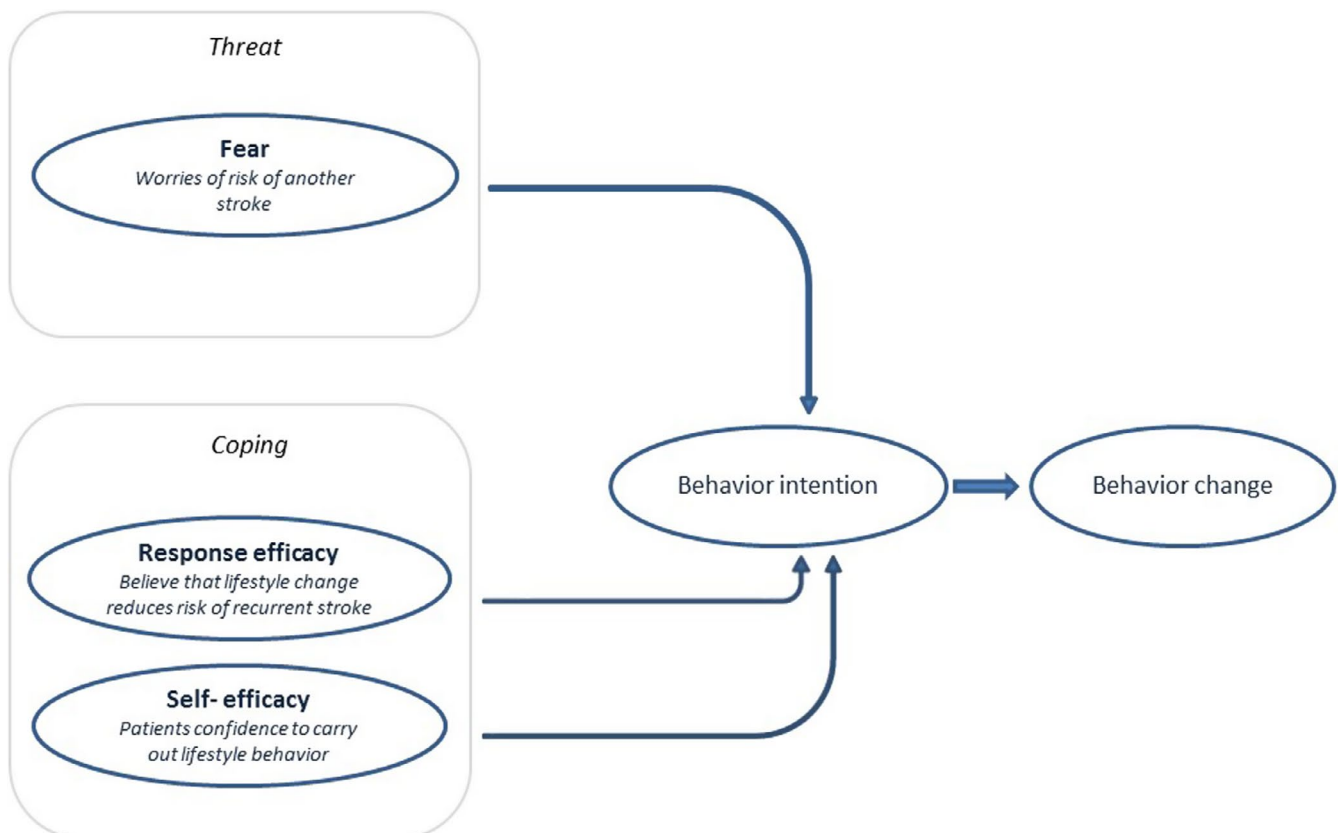 Threat
Fear
Worries of risk of another
stroke
Coping
Response efficacy
Believe that lifestyle change
reduces risk of recurrent stroke
Self- efficacy
Patients confidence to carry
out lifestyle behavior
Behavior intention
Behavior change